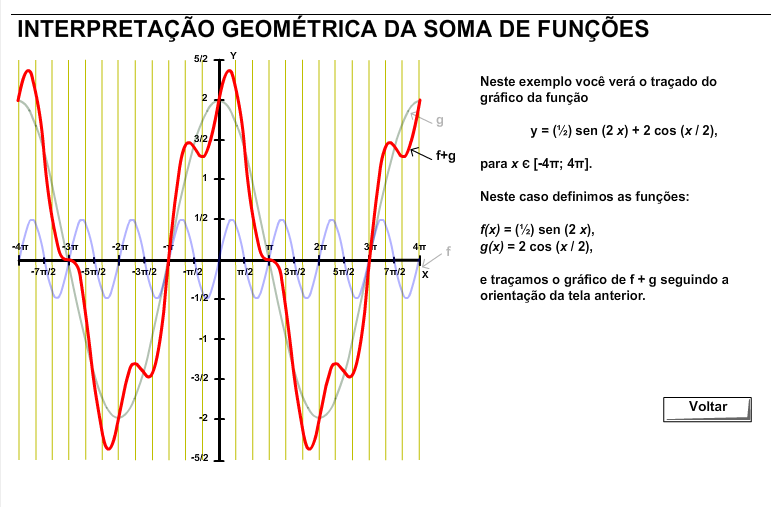 INTERPRETAÇÃO GEOMÉTRICA DA SOMA DE FUNÇÕES
5/2
Y
2
3/2
1
1/2
-4π
-3π
-2π
-π
π
2π
3π
4π
-7π/2
-5π/2
-3π/2
-π/2
π/2
3π/2
5π/2
7π/2
x
-1/2
-1
-3/2
-2
-5/2
g
f+g
f
Neste exemplo você verá o traçado do
gráfico da função
y = (½) sen (2 x) + 2 cos (x / 2),
para x Є [-4π; 4π].
Neste caso definimos as funções:
f(x) = (½) sen (2 x),
g(x) = 2 cos (x / 2),
e traçamos o gráfico de f + g seguindo a
orientação da tela anterior.
Voltar